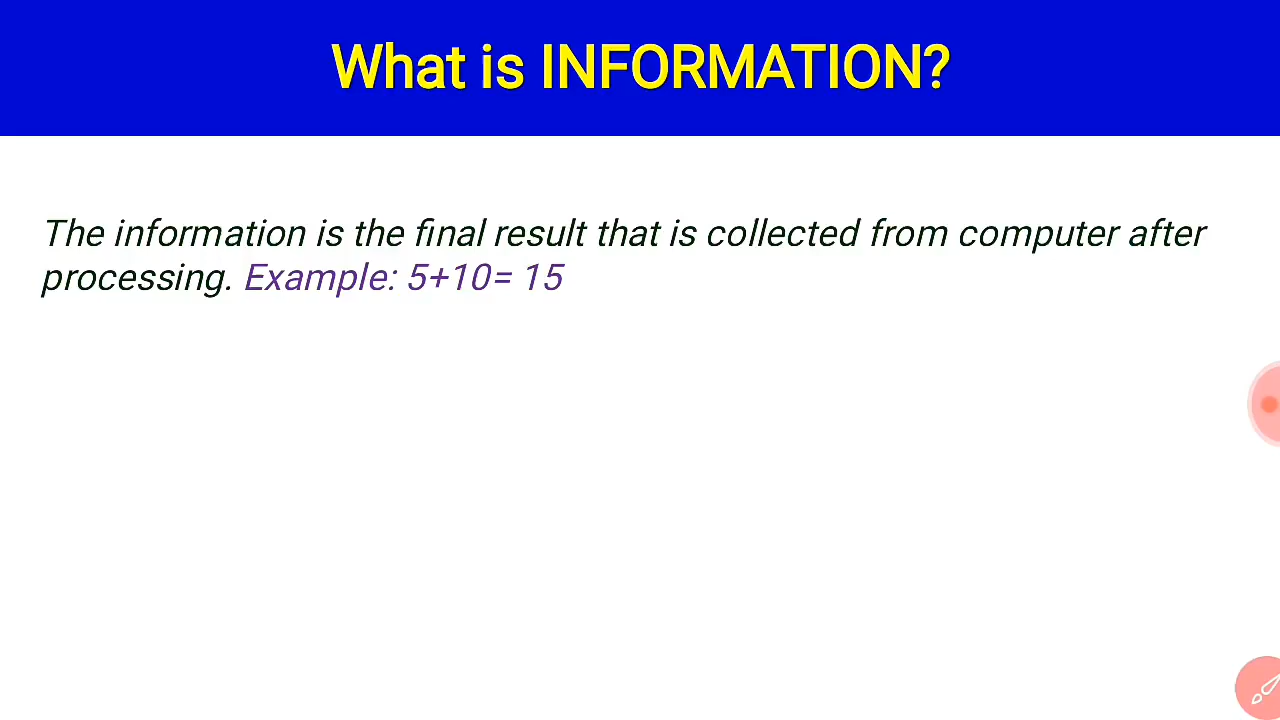 What is INFORMATION?
The information is the final result that is collected from computer after
processing. Example: 5+10= 15